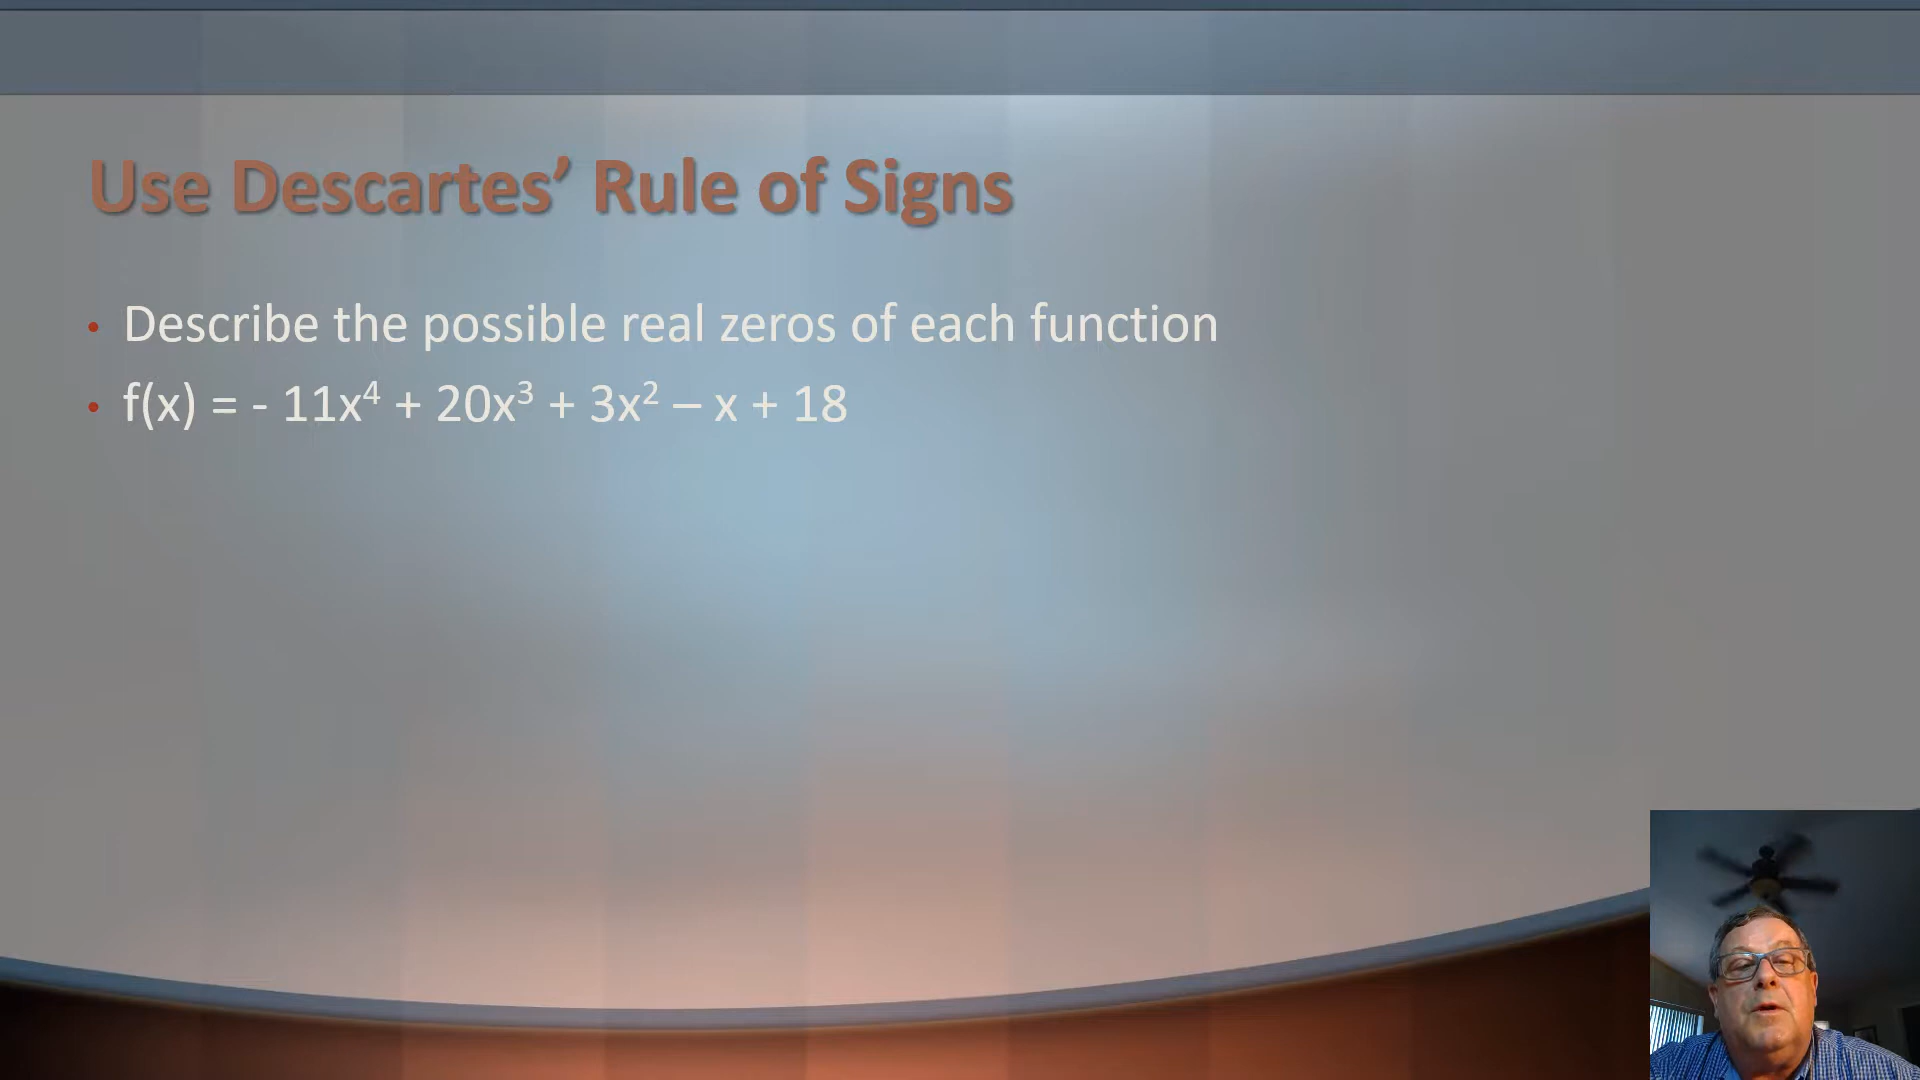 Use Descartes’ Rule of Signs
• Describe the possible real zeros of each function
• f(x) = - 11x⁴ + 20x³ + 3x² – x + 18